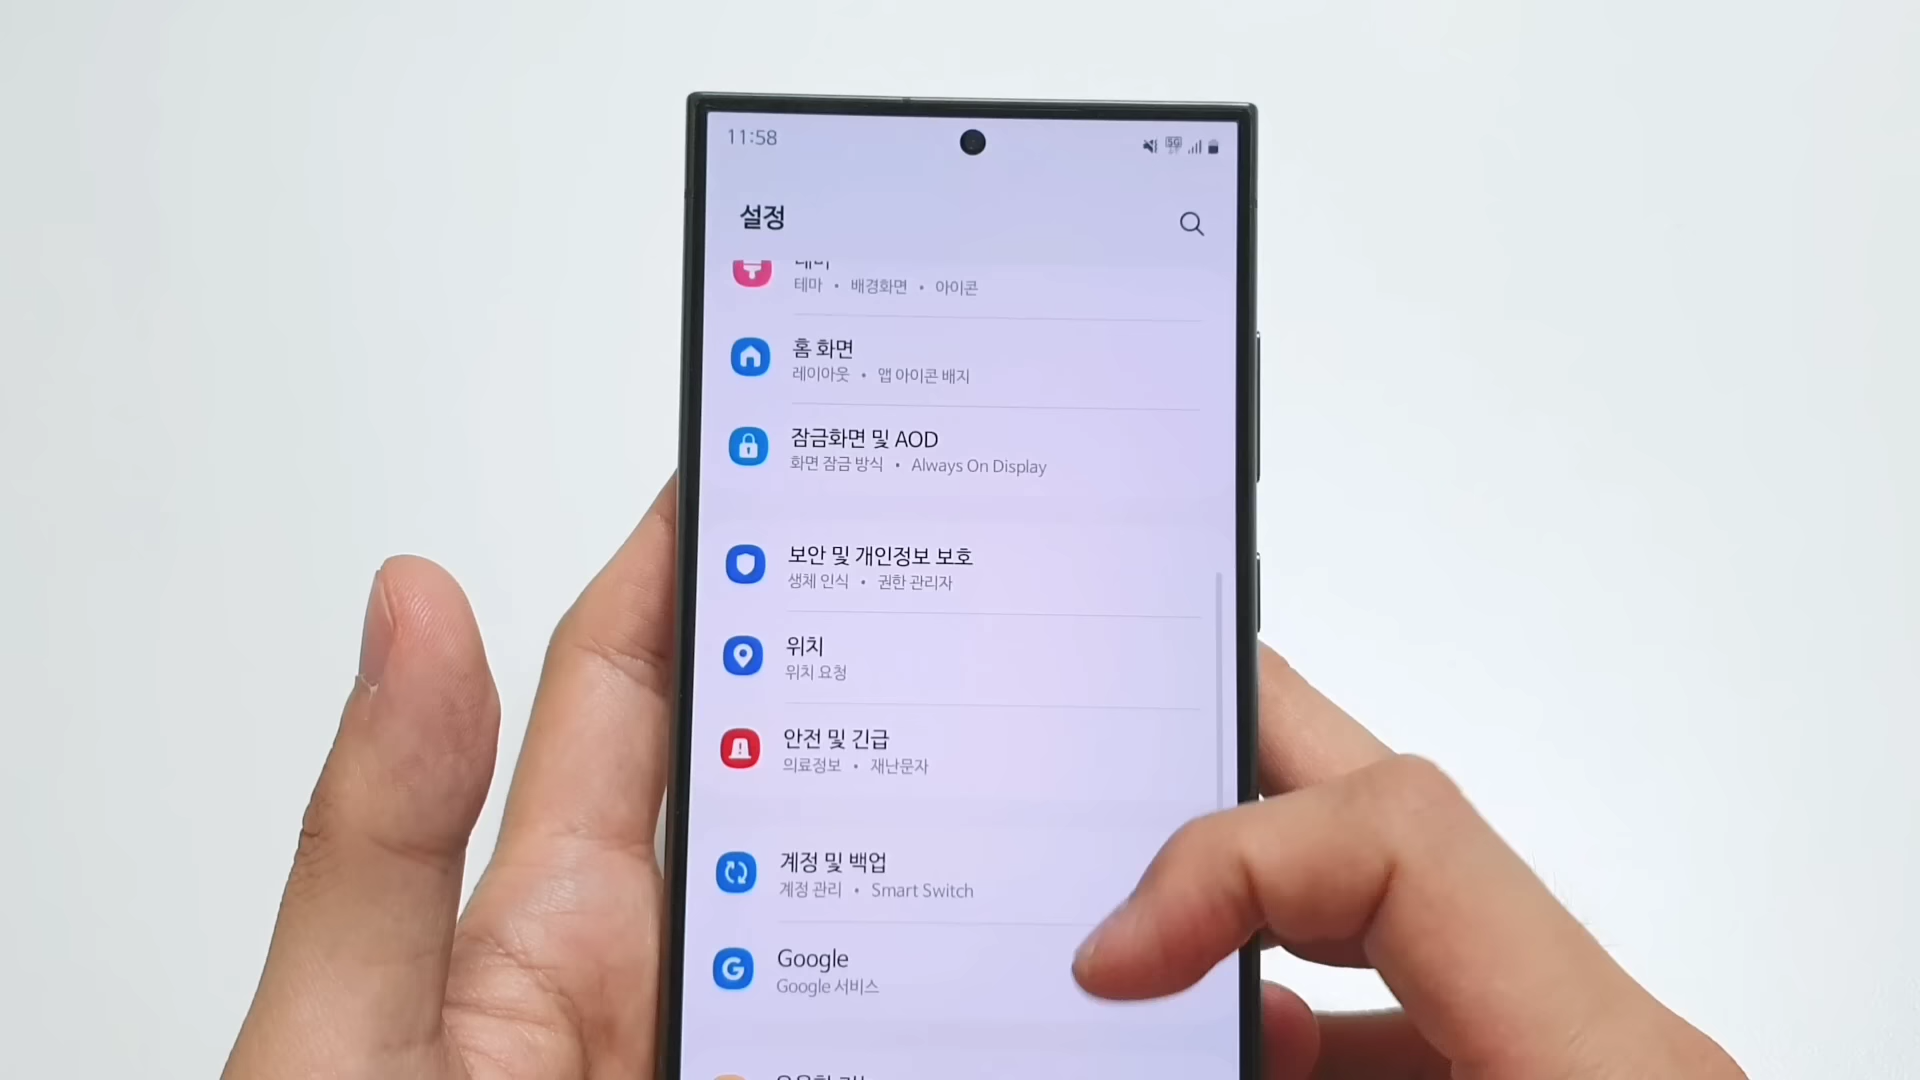 11:58
5G
설정
테마
테마 • 배경화면 • 아이콘
홈 화면
레이아웃 • 앱 아이콘 배지
잠금화면 및 AOD
화면 잠금 방식 • Always On Display
보안 및 개인정보 보호
생체 인식 • 권한 관리자
위치
위치 요청
안전 및 긴급
의료정보 • 재난문자
계정 및 백업
계정 관리 • Smart Switch
Google
Google 서비스